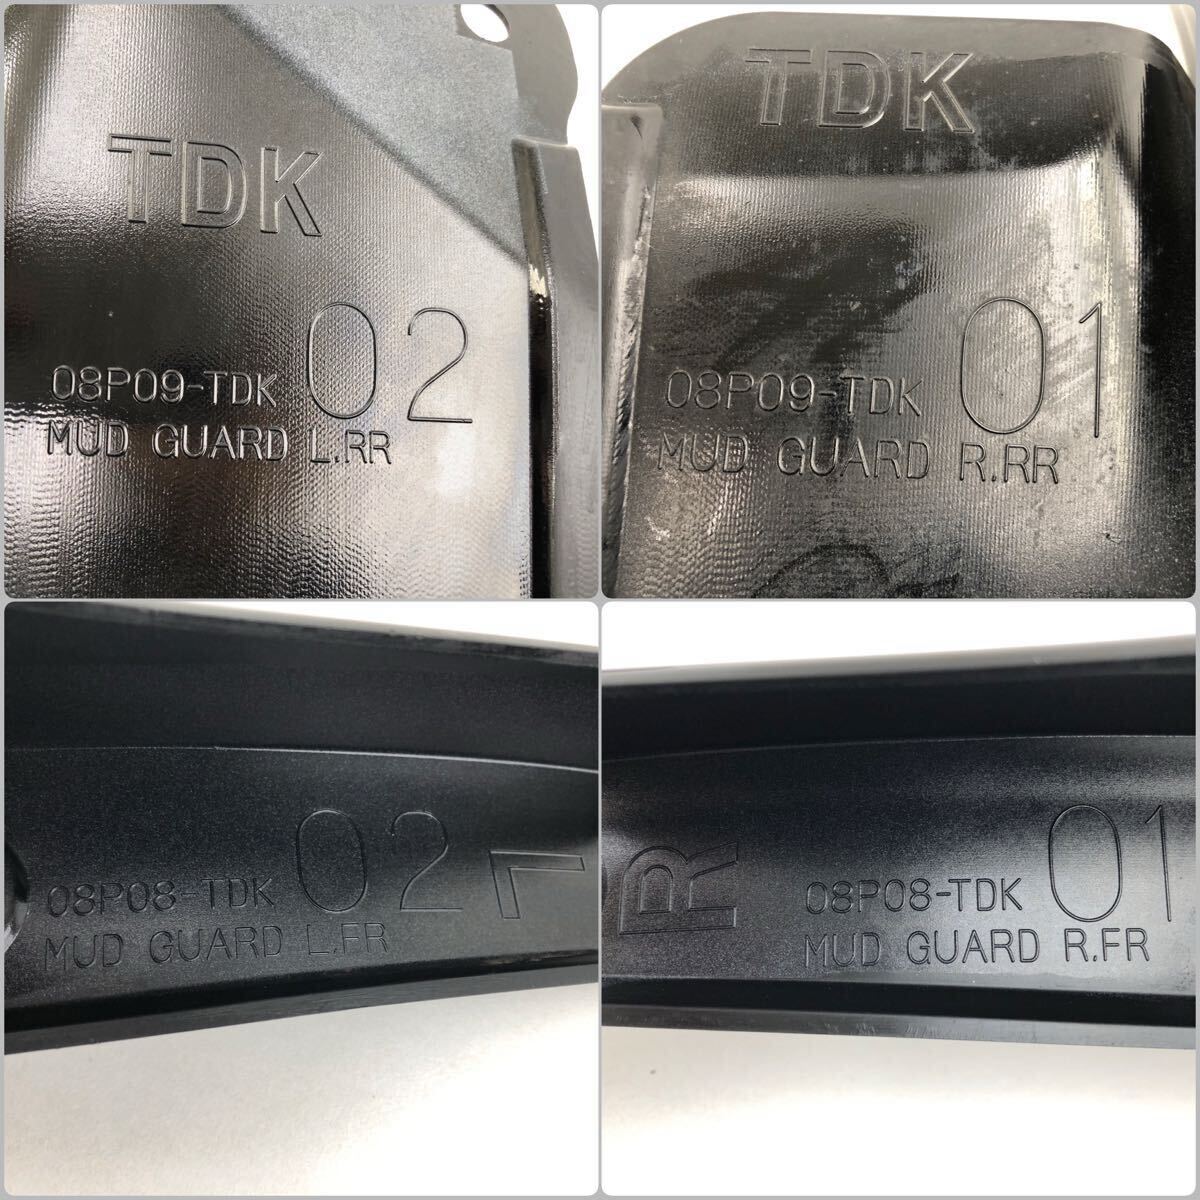 TDK
08P09-TDK 02
MUD GUARD L.RR
TDK
08P09-TDK 01
MUD GUARD R.RR
08P08-TDK 02 L
MUD GUARD L.FR
R 08P08-TDK 01
MUD GUARD R.FR